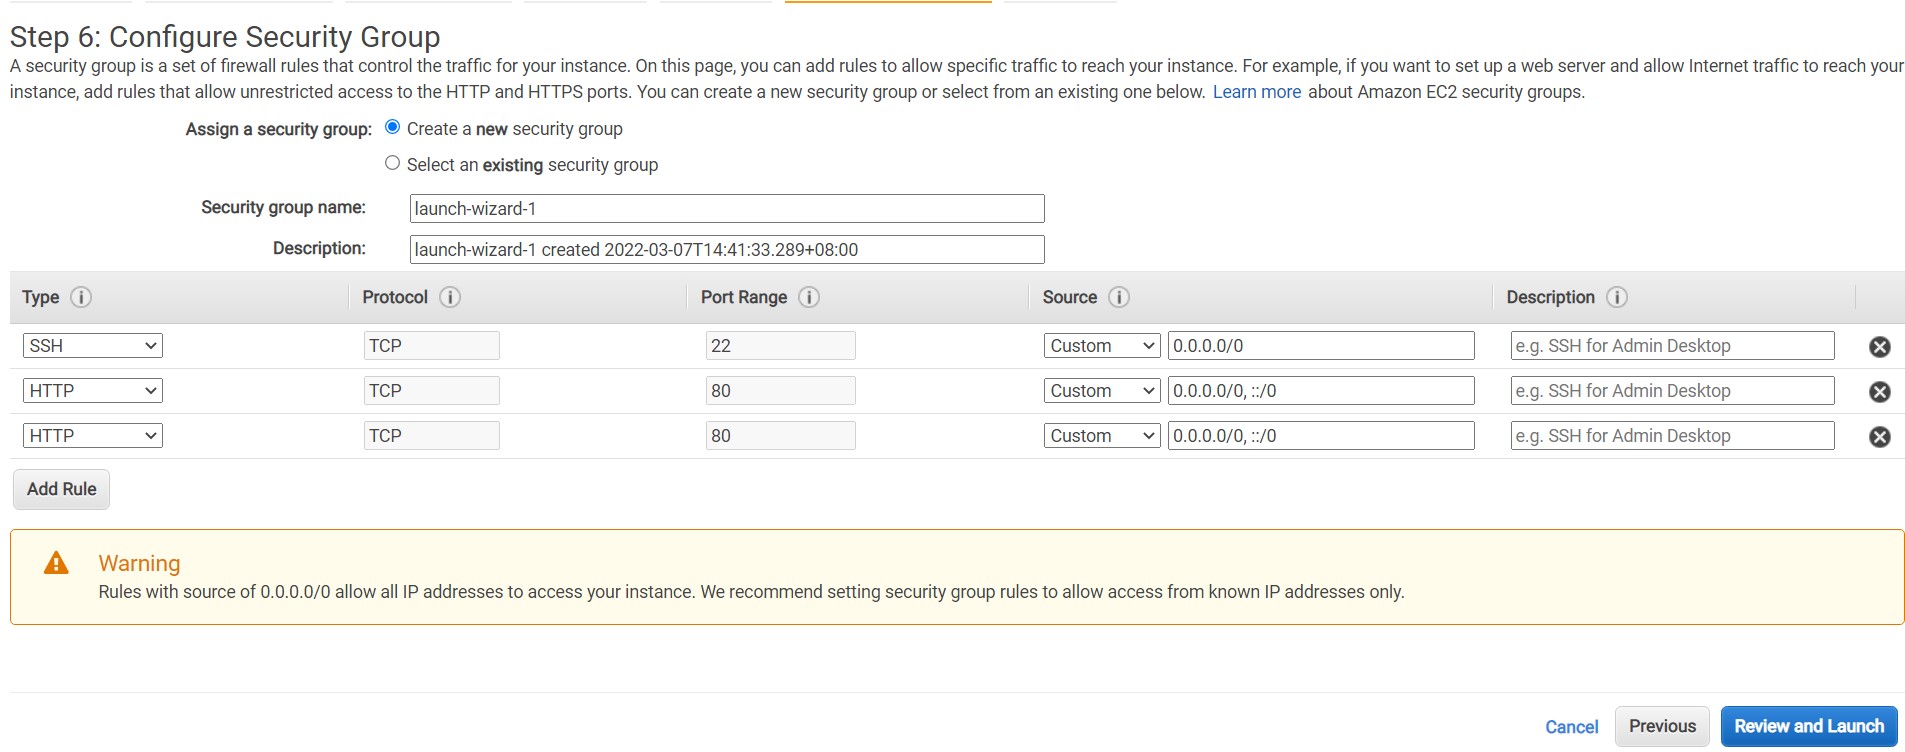 Step 6: Configure Security Group
A security group is a set of firewall rules that control the traffic for your instance. On this page, you can add rules to allow specific traffic to reach your instance. For example, if you want to set up a web server and allow Internet traffic to reach your
instance, add rules that allow unrestricted access to the HTTP and HTTPS ports. You can create a new security group or select from an existing one below. Learn more about Amazon EC2 security groups.
Assign a security group: Create a new security group
Select an existing security group
Security group name: launch-wizard-1
Description: launch-wizard-1 created 2022-03-07T14:41:33.289+08:00
Type i Protocol i Port Range i Source i Description i
SSH TCP 22 Custom 0.0.0.0/0 e.g. SSH for Admin Desktop
HTTP TCP 80 Custom 0.0.0.0/0, ::/0 e.g. SSH for Admin Desktop
HTTP TCP 80 Custom 0.0.0.0/0, ::/0 e.g. SSH for Admin Desktop
Add Rule
Warning
Rules with source of 0.0.0.0/0 allow all IP addresses to access your instance. We recommend setting security group rules to allow access from known IP addresses only.
Cancel Previous Review and Launch